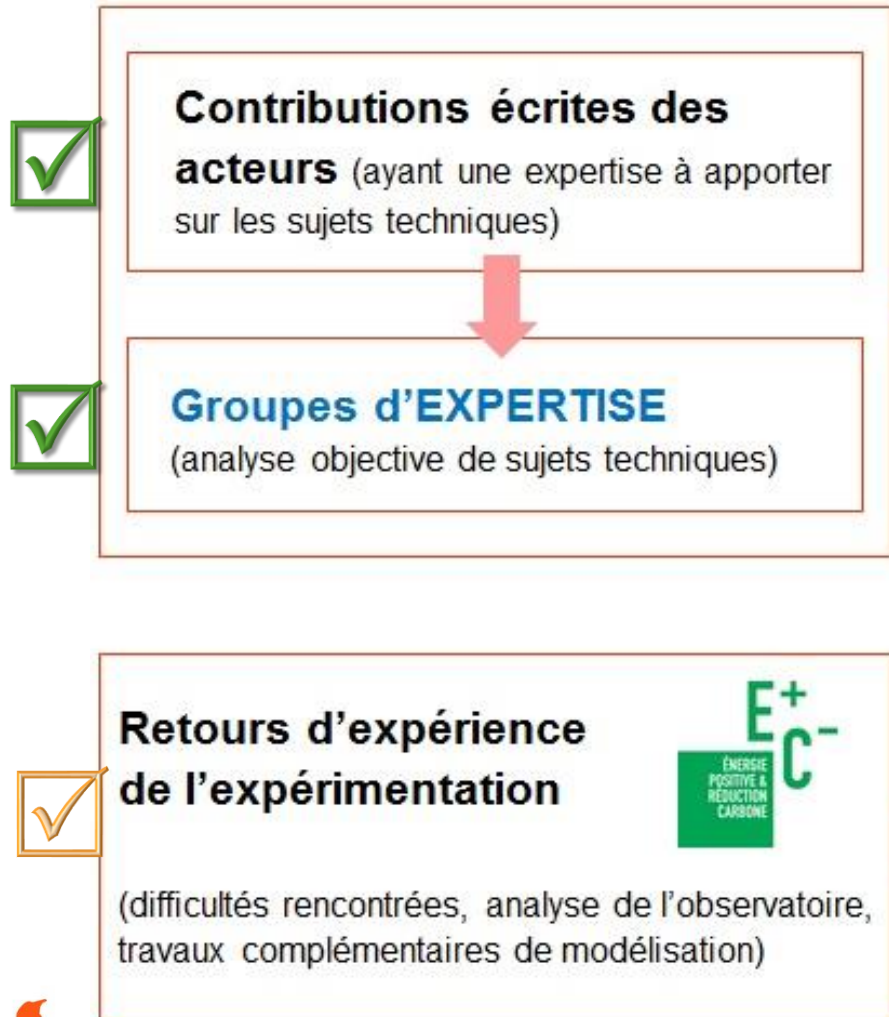 Contributions écrites des
acteurs (ayant une expertise à apporter
sur les sujets techniques)
Groupes d'EXPERTISE
(analyse objective de sujets techniques)
Retours d'expérience
de l'expérimentation
E+
C-
ÉNERGIE
POSITIVE &
RÉDUCTION
CARBONE
(difficultés rencontrées, analyse de l'observatoire,
travaux complémentaires de modélisation)